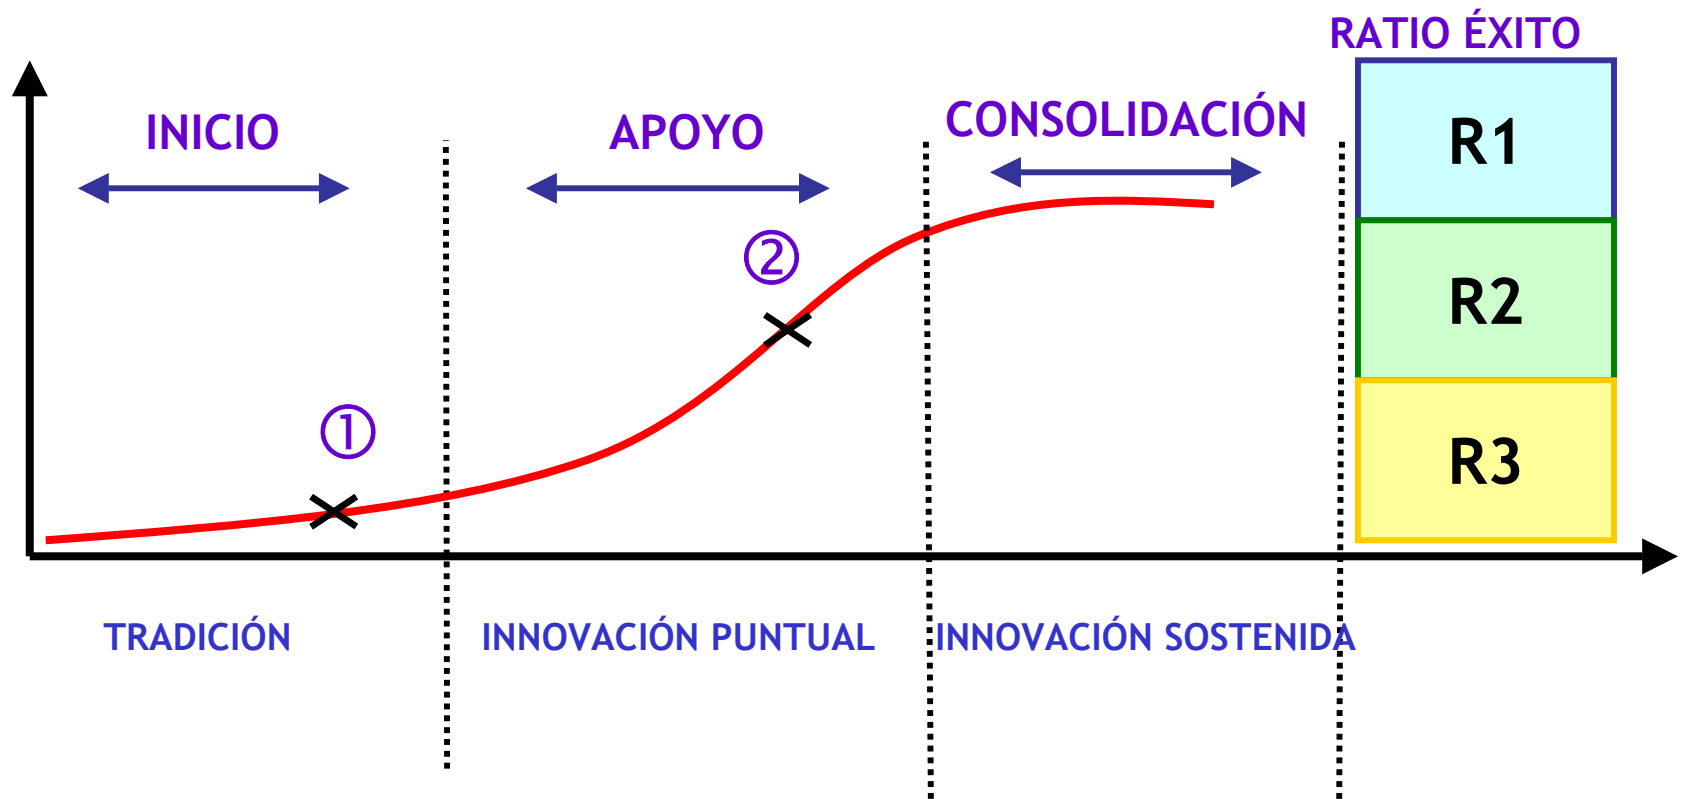 RATIO ÉXITO
INICIO
APOYO
CONSOLIDACIÓN
R1
②
R2
①
R3
TRADICIÓN
INNOVACIÓN PUNTUAL
INNOVACIÓN SOSTENIDA